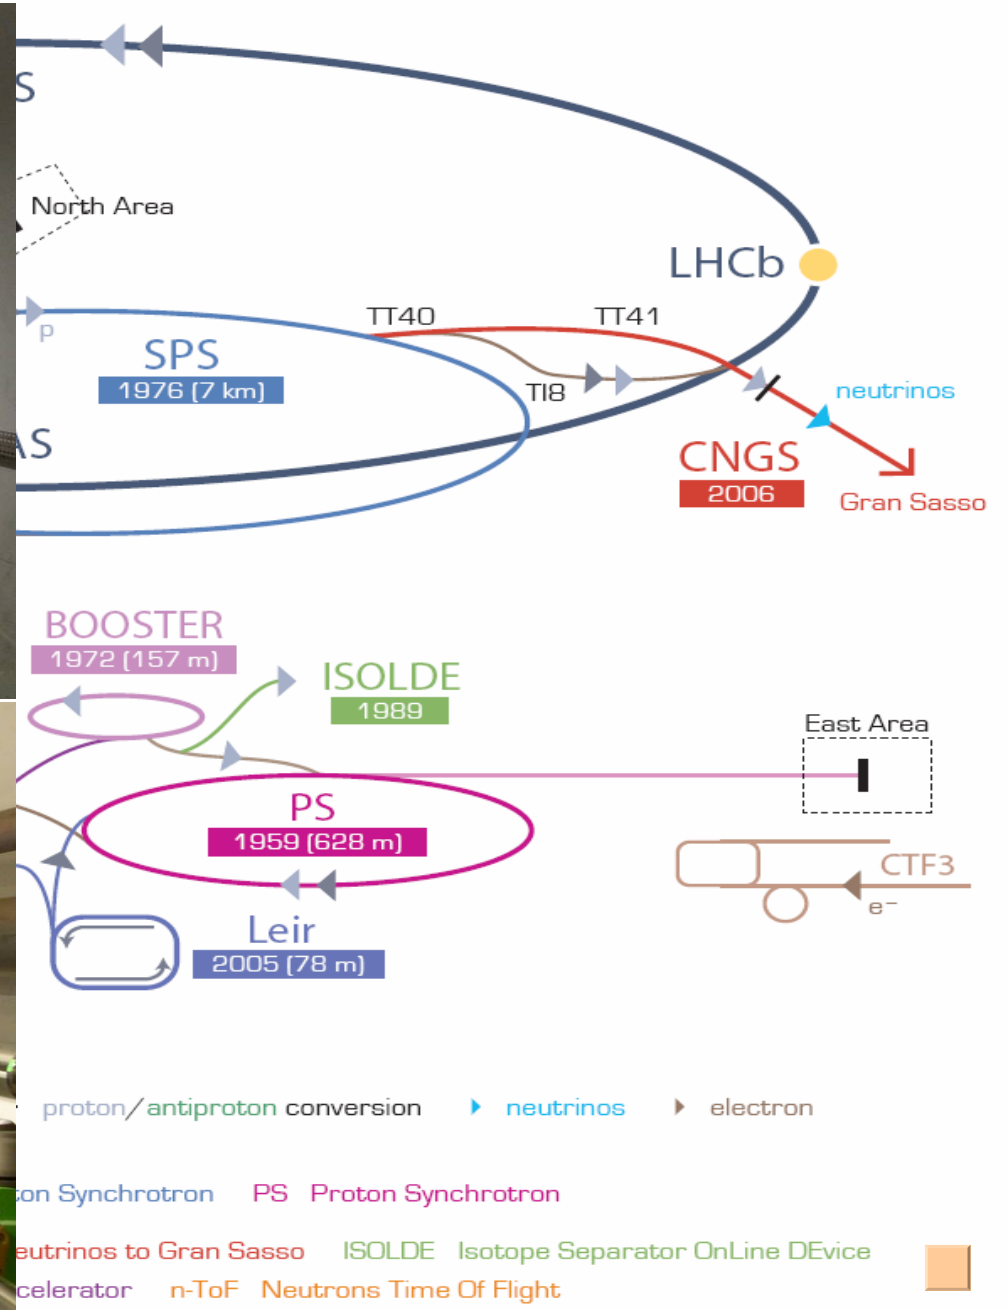 S
North Area
LHCb
p
TT40
TT41
SPS
1976 (7 km)
TI8
neutrinos
AS
CNGS
2006
Gran Sasso
BOOSTER
1972 (157 m)
ISOLDE
1989
East Area
PS
1959 (628 m)
CTF3
e⁻
Leir
2005 (78 m)
proton/antiproton conversion neutrinos electron
ton Synchrotron PS Proton Synchrotron
eutrinos to Gran Sasso ISOLDE Isotope Separator OnLine DEvice
celerator n-ToF Neutrons Time Of Flight